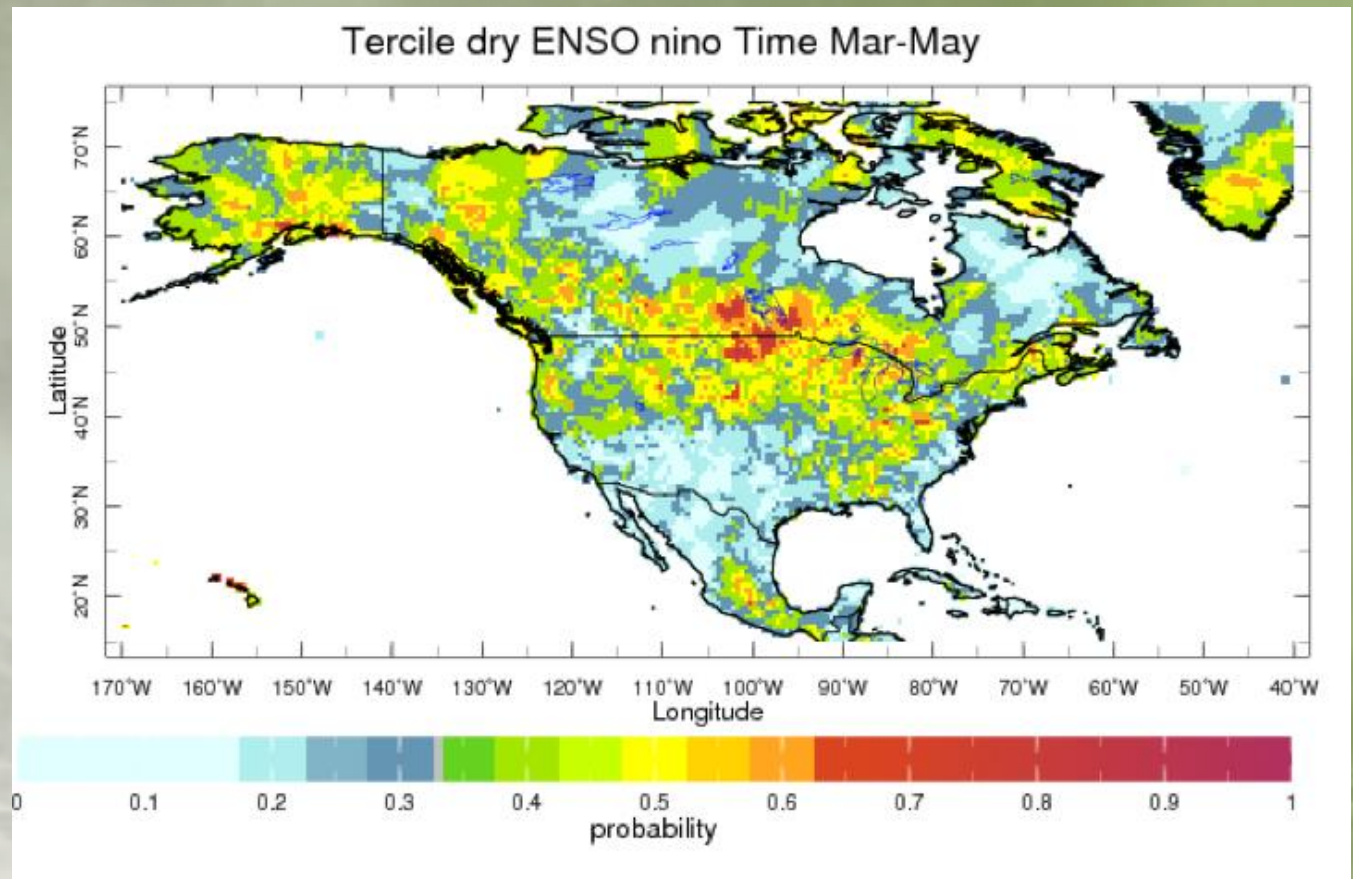 Tercile dry ENSO nino Time Mar-May
70°N
60°N
50°N
40°N
30°N
20°N
Latitude
170°W 160°W 150°W 140°W 130°W 120°W 110°W 100°W 90°W 80°W 70°W 60°W 50°W 40°W
Longitude
0 0.1 0.2 0.3 0.4 0.5 0.6 0.7 0.8 0.9 1
probability